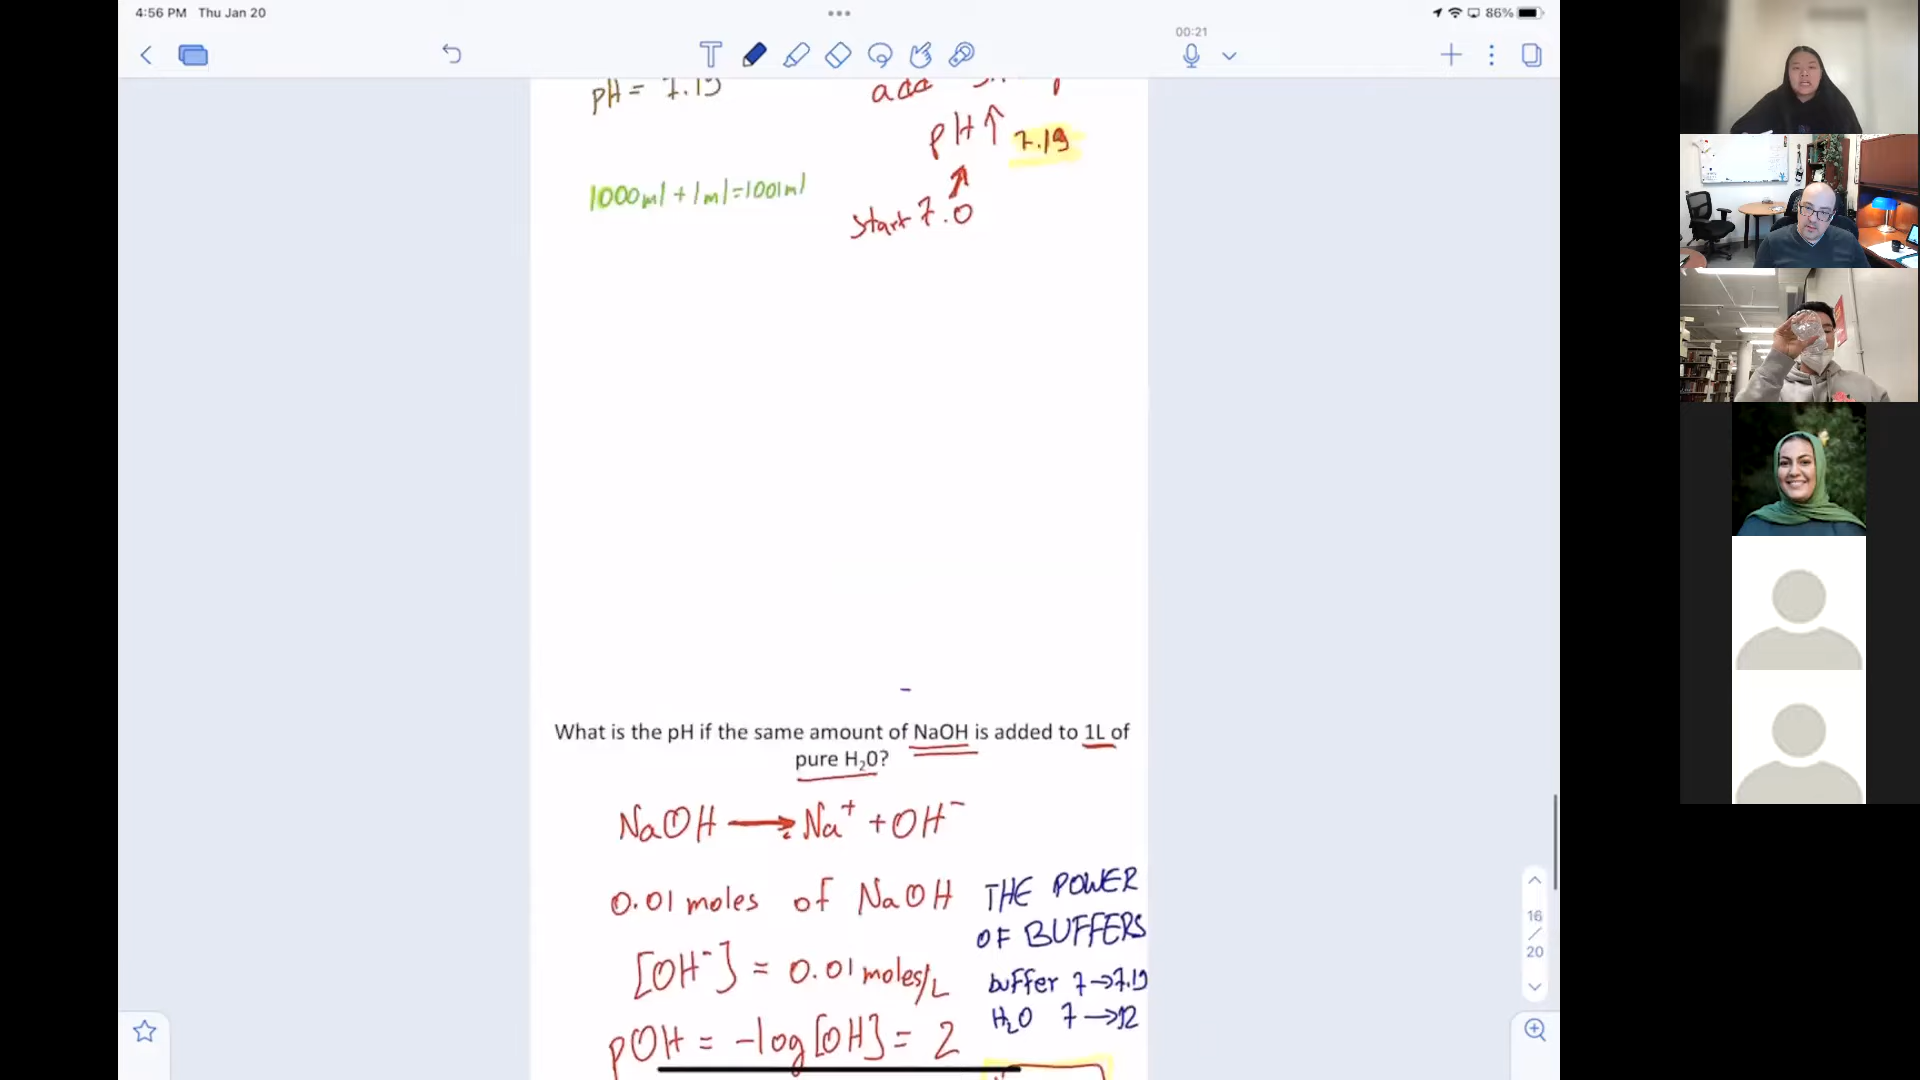 4:56 PM Thu Jan 20
86%
00:21
pH = 7.19
add
pH↑ 7.19
1000ml + 1ml=1001ml
start 7.0
What is the pH if the same amount of NaOH is added to 1L of
pure H₂0?
NaOH → Na⁺ + OH⁻
0.01 moles of NaOH
[OH⁻] = 0.01 moles/L
pOH = -log[OH] = 2
THE POWER
OF BUFFERS
buffer 7→7.19
H₂O 7→12
16
/
20